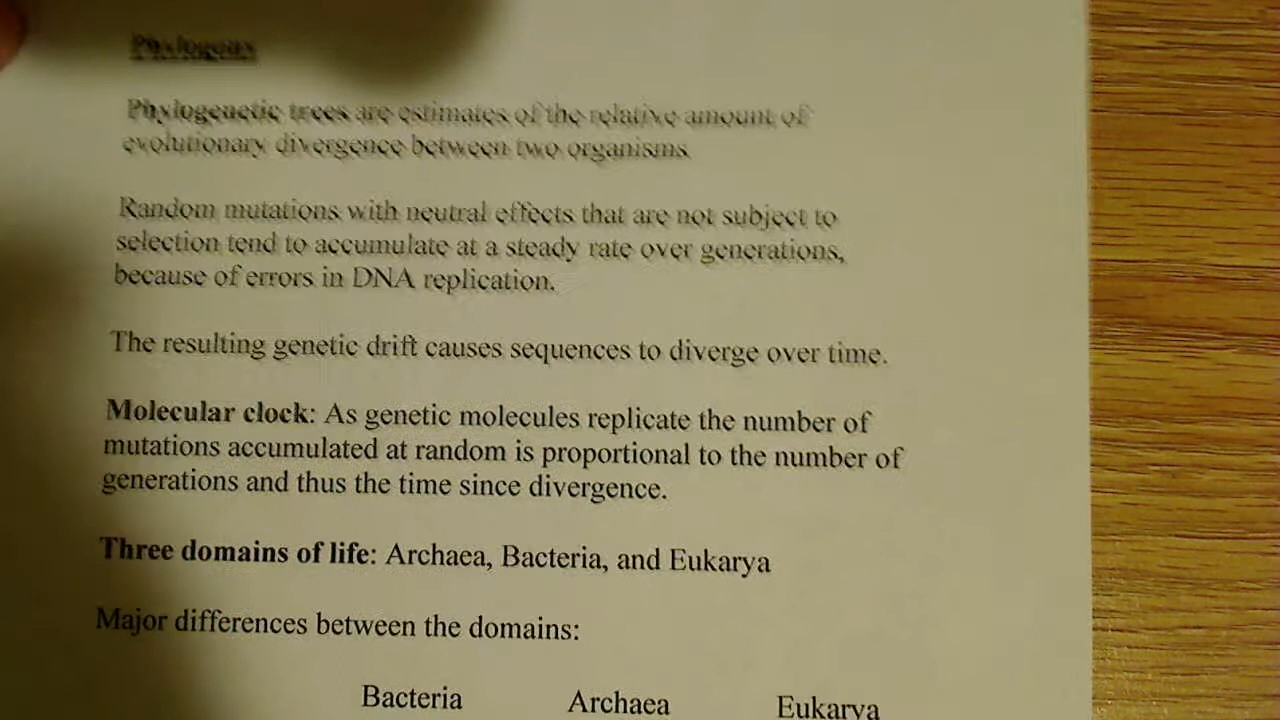 Phylogeny
Phylogenetic trees are estimates of the relative amount of
evolutionary divergence between two organisms
Random mutations with neutral effects that are not subject to
selection tend to accumulate at a steady rate over generations,
because of errors in DNA replication.
The resulting genetic drift causes sequences to diverge over time.
Molecular clock: As genetic molecules replicate the number of
mutations accumulated at random is proportional to the number of
generations and thus the time since divergence.
Three domains of life: Archaea, Bacteria, and Eukarya
Major differences between the domains:
Bacteria Archaea Eukarya